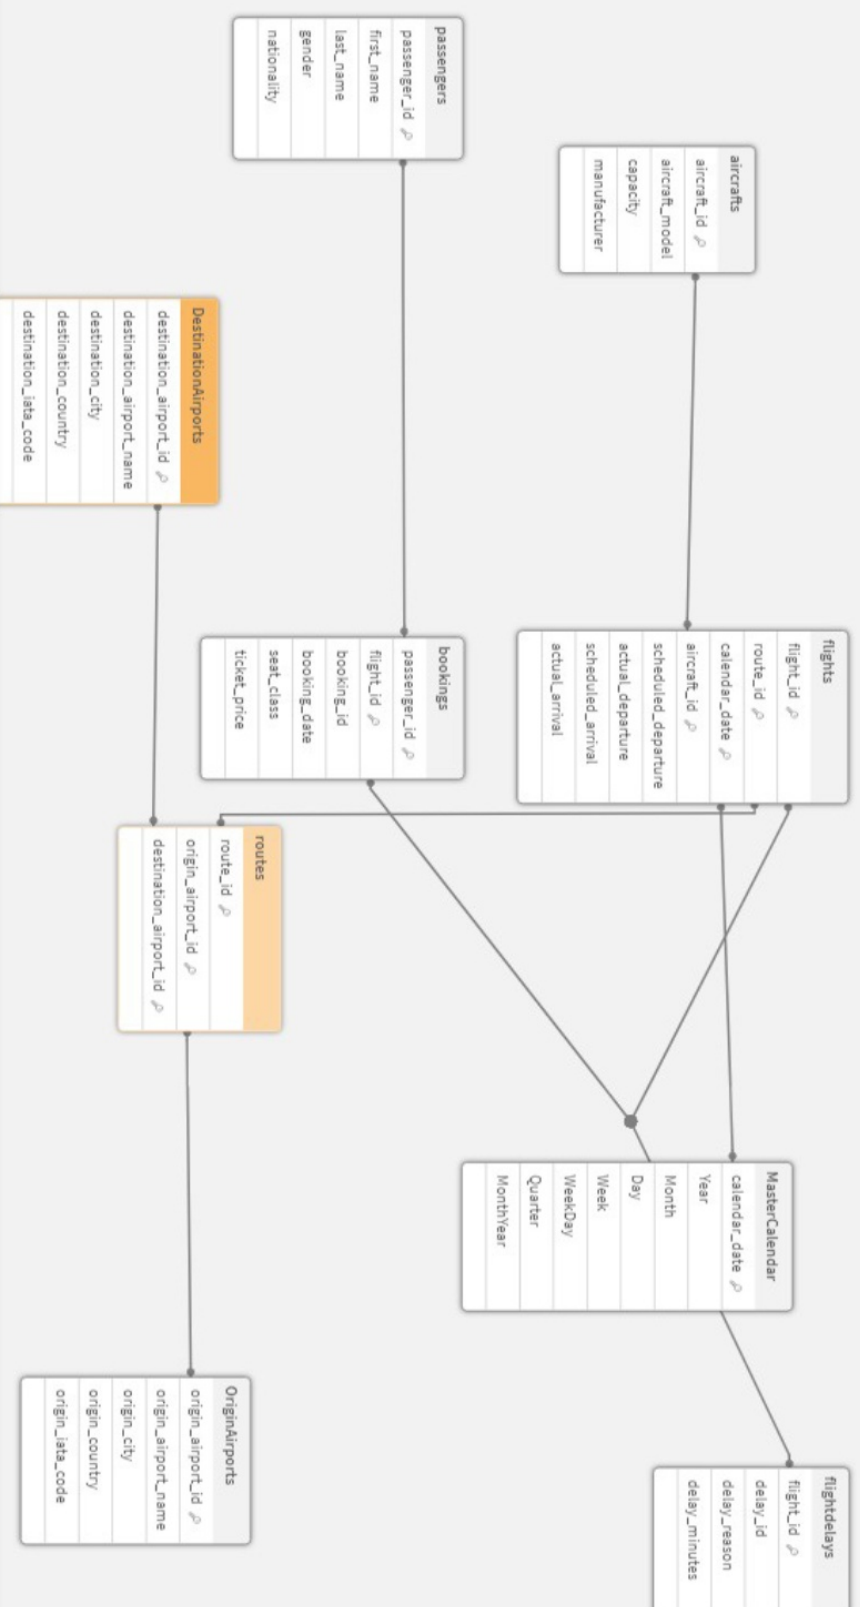 passengers
passenger_id
first_name
last_name
gender
nationality
aircrafts
aircraft_id
aircraft_model
capacity
manufacturer
DestinationAirports
destination_airport_id
destination_airport_name
destination_city
destination_country
destination_iata_code
bookings
passenger_id
flight_id
booking_id
booking_date
seat_class
ticket_price
flights
flight_id
route_id
calendar_date
aircraft_id
scheduled_departure
actual_departure
scheduled_arrival
actual_arrival
routes
route_id
origin_airport_id
destination_airport_id
MasterCalendar
calendar_date
Year
Month
Day
Week
WeekDay
Quarter
MonthYear
OriginAirports
origin_airport_id
origin_airport_name
origin_city
origin_country
origin_iata_code
flightdelays
flight_id
delay_id
delay_reason
delay_minutes